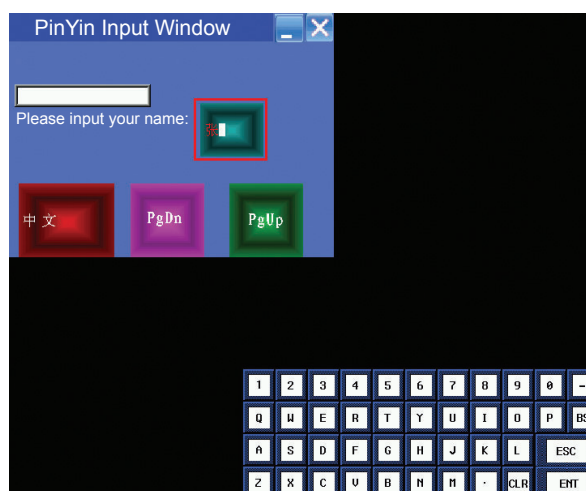 PinYin Input Window
Please input your name:
张
中文 PgDn PgUp
1 2 3 4 5 6 7 8 9 0 -
Q W E R T Y U I O P BS
A S D F G H J K L ESC
Z X C V B N M . CLR ENT